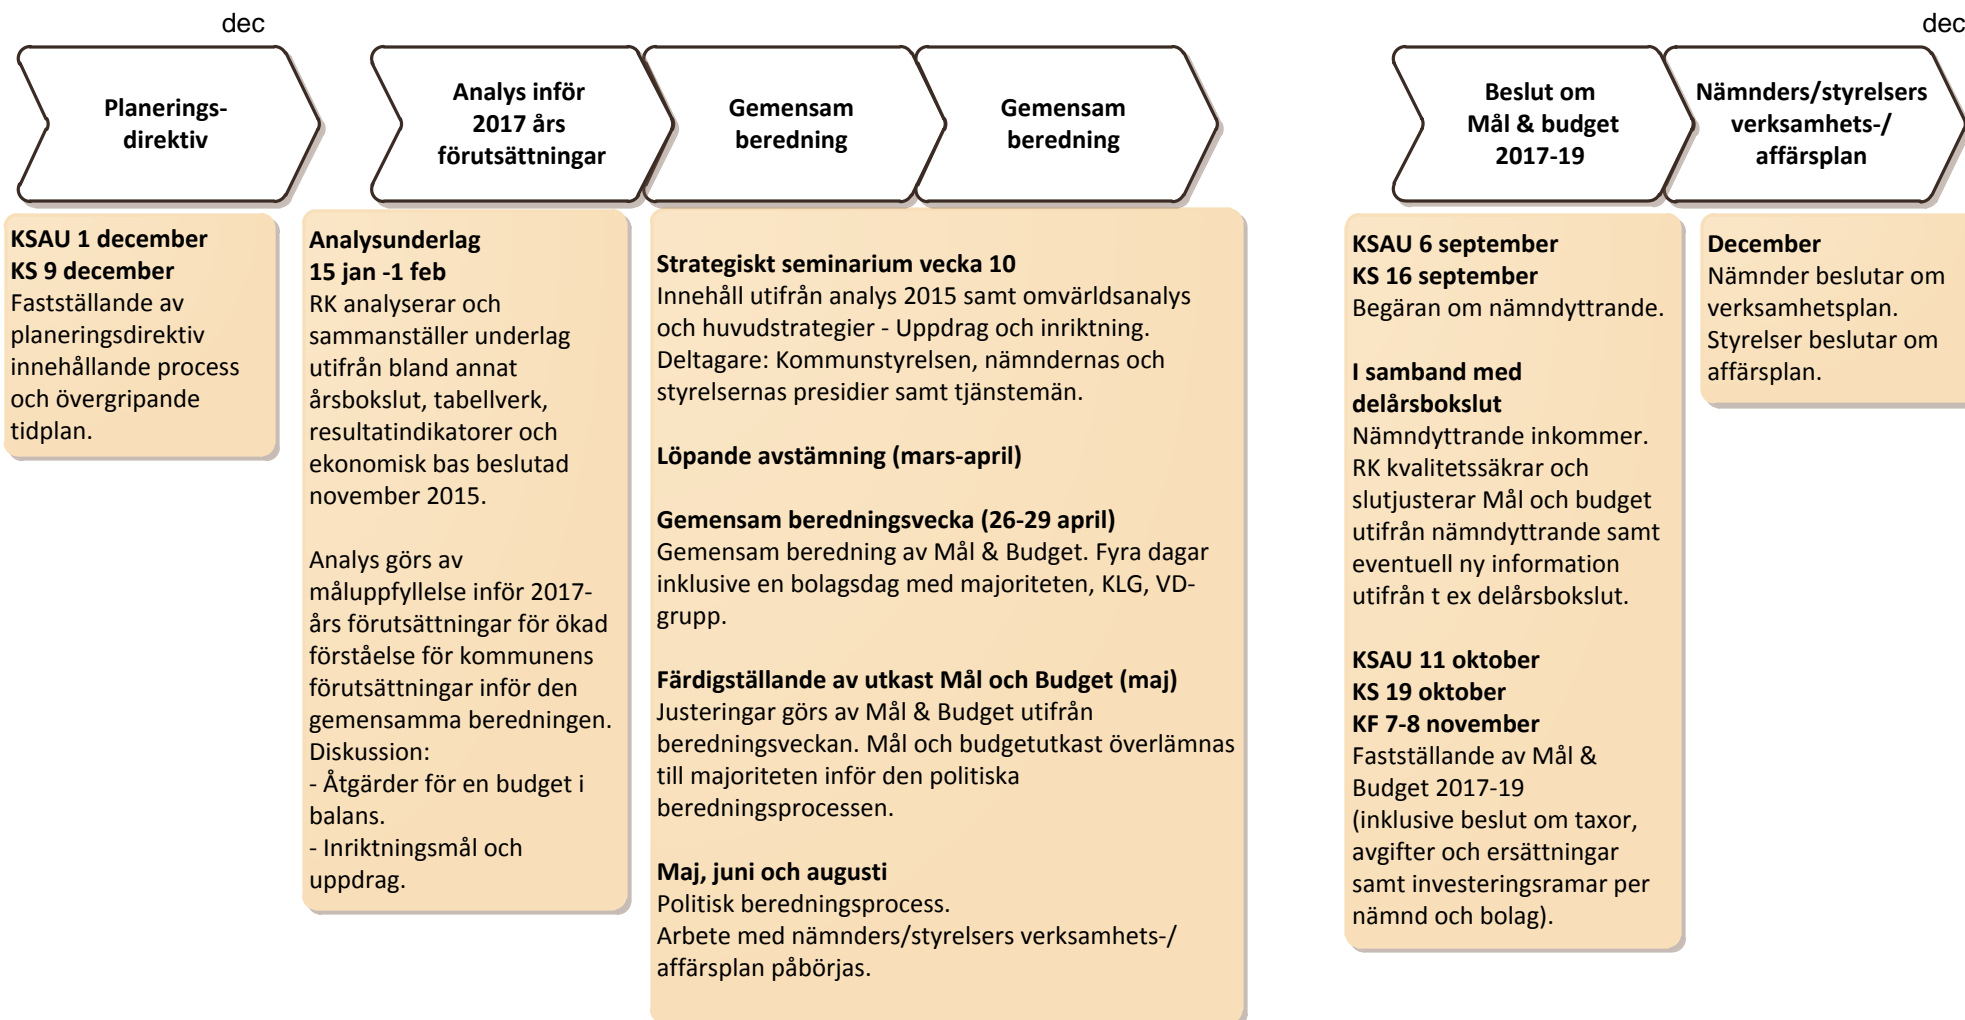 dec
dec
Planerings-
direktiv
Analys inför
2017 års
förutsättningar
Gemensam
beredning
Gemensam
beredning
Beslut om
Mål & budget
2017-19
Nämnders/styrelsers
verksamhets-/
affärsplan
KSAU 1 december
KS 9 december
Fastställande av
planeringsdirektiv
innehållande process
och övergripande
tidplan.
Analysunderlag
15 jan -1 feb
RK analyserar och
sammanställer underlag
utifrån bland annat
årsbokslut, tabellverk,
resultatindikatorer och
ekonomisk bas beslutad
november 2015.
Analys görs av
måluppfyllelse inför 2017-
års förutsättningar för ökad
förståelse för kommunens
förutsättningar inför den
gemensamma beredningen.
Diskussion:
- Åtgärder för en budget i
balans.
- Inriktningsmål och
uppdrag.
Strategiskt seminarium vecka 10
Innehåll utifrån analys 2015 samt omvärldsanalys
och huvudstrategier - Uppdrag och inriktning.
Deltagare: Kommunstyrelsen, nämndernas och
styrelsernas presidier samt tjänstemän.
Löpande avstämning (mars-april)
Gemensam beredningsvecka (26-29 april)
Gemensam beredning av Mål & Budget. Fyra dagar
inklusive en bolagsdag med majoriteten, KLG, VD-
grupp.
Färdigställande av utkast Mål och Budget (maj)
Justeringar görs av Mål & Budget utifrån
beredningsveckan. Mål och budgetutkast överlämnas
till majoriteten inför den politiska
beredningsprocessen.
Maj, juni och augusti
Politisk beredningsprocess.
Arbete med nämnders/styrelsers verksamhets-/
affärsplan påbörjas.
KSAU 6 september
KS 16 september
Begäran om nämndyttrande.
I samband med
delårsbokslut
Nämndyttrande inkommer.
RK kvalitetssäkrar och
slutjusterar Mål och budget
utifrån nämndyttrande samt
eventuell ny information
utifrån t ex delårsbokslut.
KSAU 11 oktober
KS 19 oktober
KF 7-8 november
Fastställande av Mål &
Budget 2017-19
(inklusive beslut om taxor,
avgifter och ersättningar
samt investeringsramar per
nämnd och bolag).
December
Nämnder beslutar om
verksamhetsplan.
Styrelser beslutar om
affärsplan.